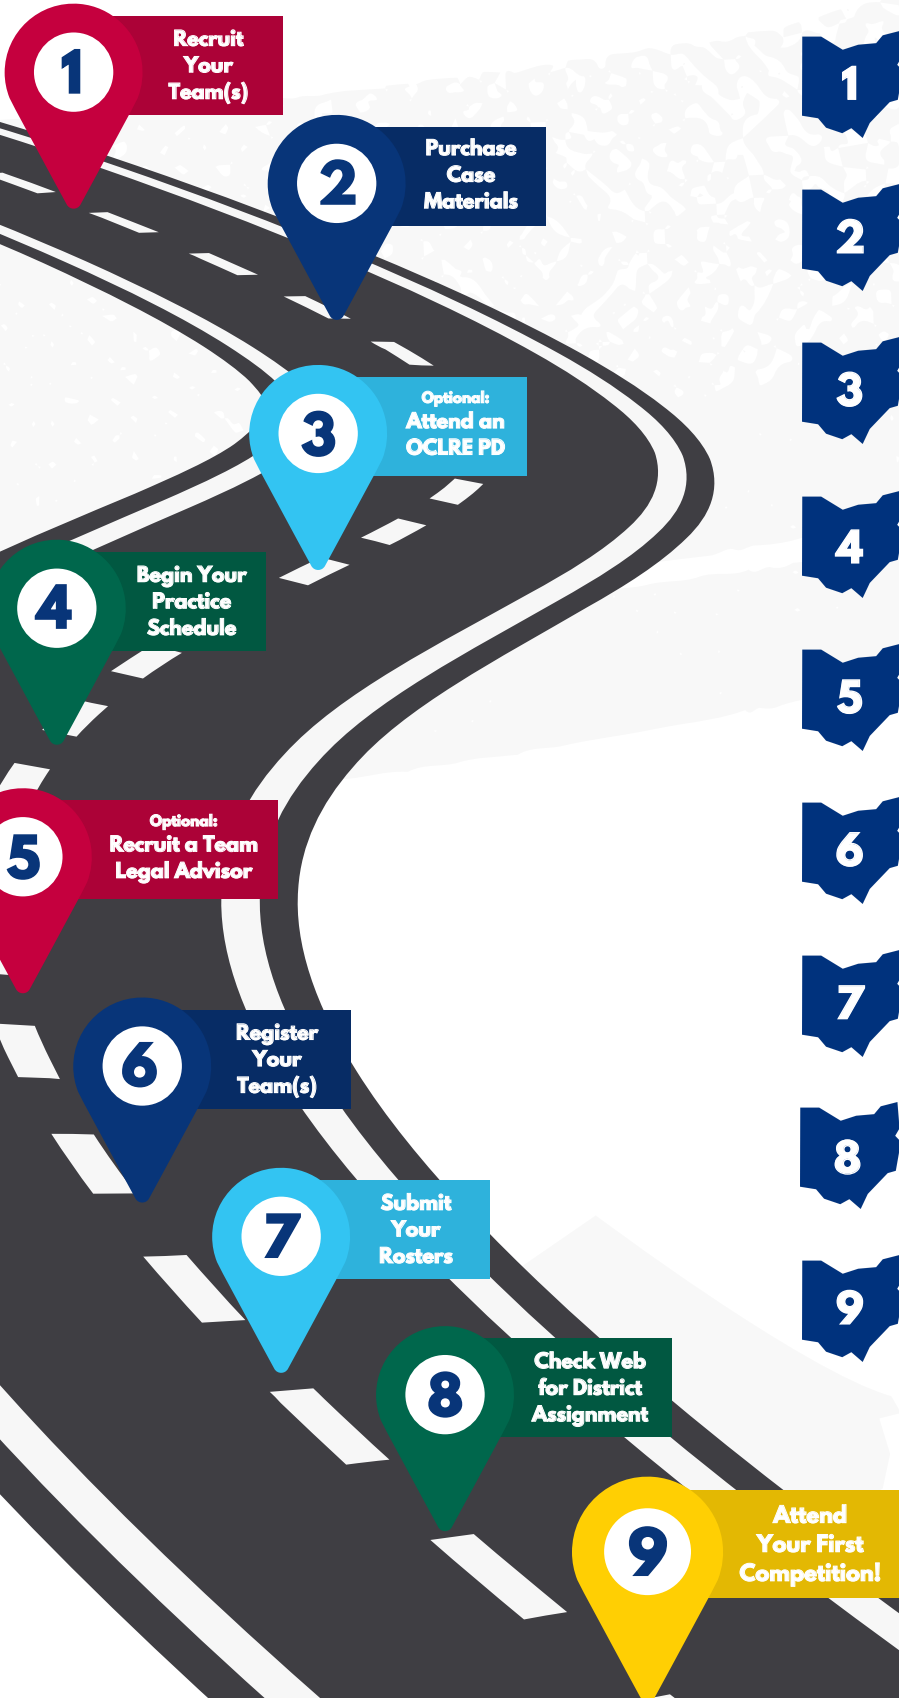 1
Recruit
Your
Team(s)
2
Purchase
Case
Materials
3
Optional:
Attend an
OCLRE PD
4
Begin Your
Practice
Schedule
5
Optional:
Recruit a Team
Legal Advisor
6
Register
Your
Team(s)
7
Submit
Your
Rosters
8
Check Web
for District
Assignment
9
Attend
Your First
Competition!
1
2
3
4
5
6
7
8
9